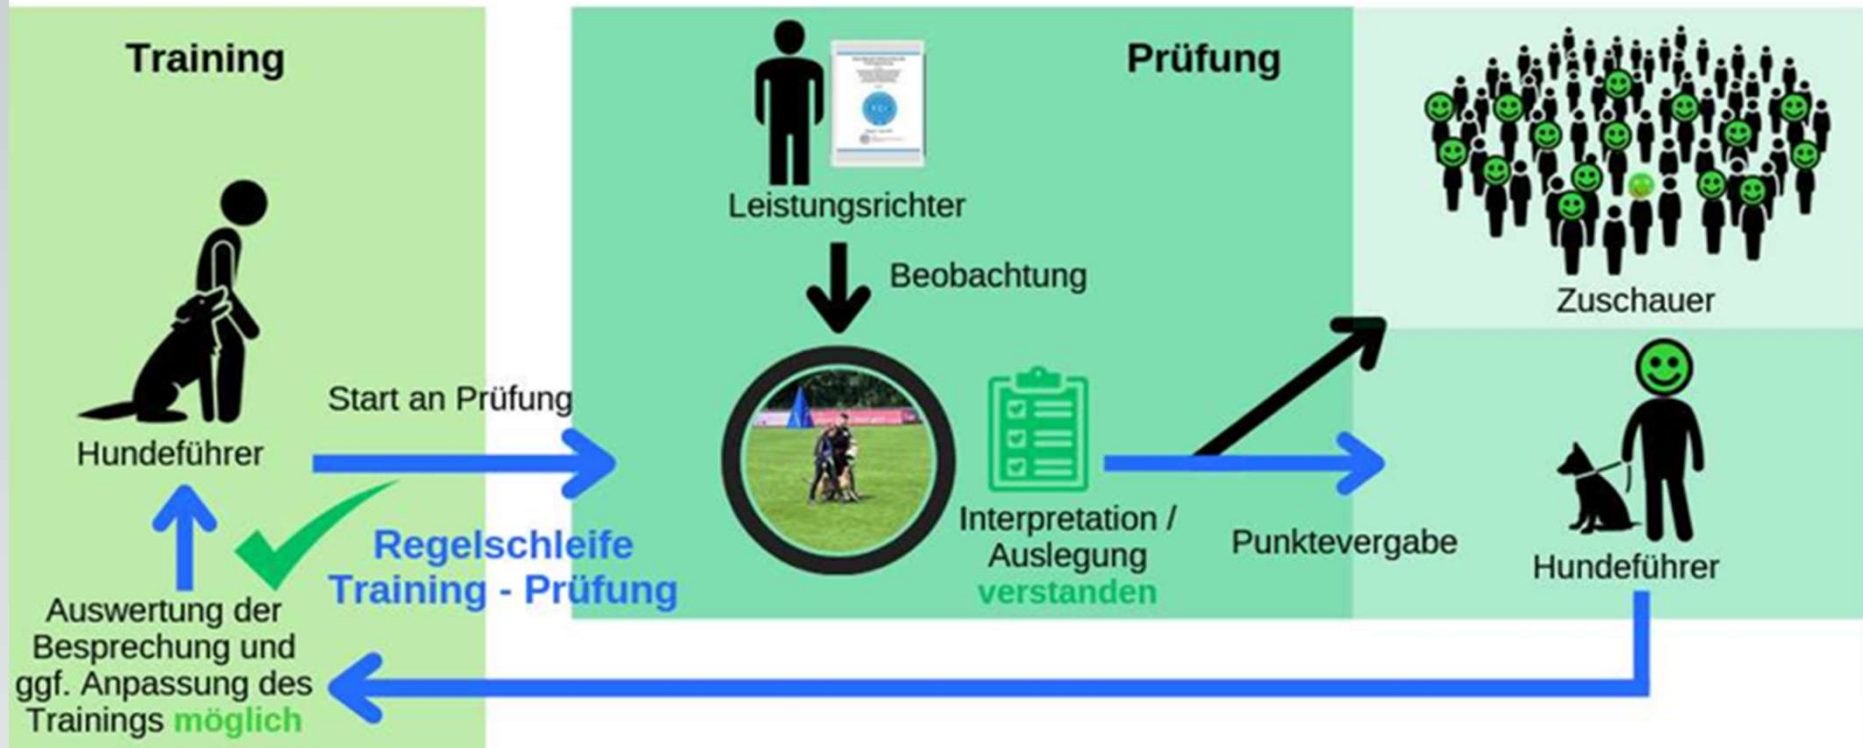 Training
Prüfung
Leistungsrichter
Beobachtung
Zuschauer
Start an Prüfung
Hundeführer
Regelschleife
Training - Prüfung
Interpretation /
Auslegung
verstanden
Punktevergabe
Hundeführer
Auswertung der
Besprechung und
ggf. Anpassung des
Trainings möglich